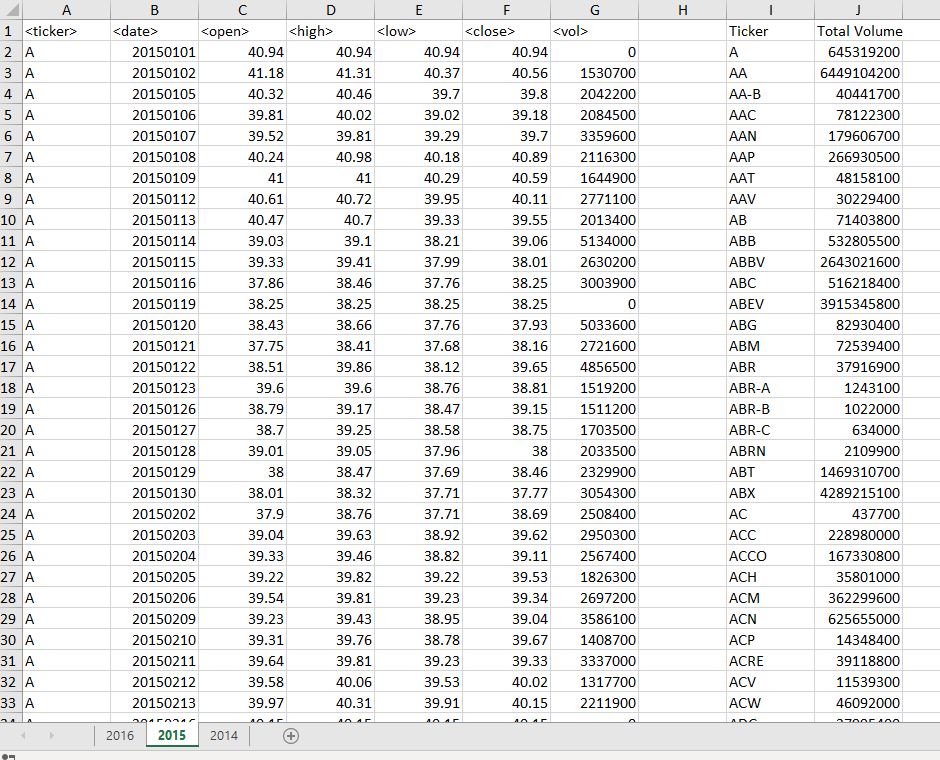 A B C D E F G H I J
1 <ticker> <date> <open> <high> <low> <close> <vol> Ticker Total Volume
2 A 20150101 40.94 40.94 40.94 40.94 0 A 645319200
3 A 20150102 41.18 41.31 40.37 40.56 1530700 AA 6449104200
4 A 20150105 40.32 40.46 39.7 39.8 2042200 AA-B 40441700
5 A 20150106 39.81 40.02 39.02 39.18 2084500 AAC 78122300
6 A 20150107 39.52 39.81 39.29 39.7 3359600 AAN 179606700
7 A 20150108 40.24 40.98 40.18 40.89 2116300 AAP 266930500
8 A 20150109 41 41 40.29 40.59 1644900 AAT 48158100
9 A 20150112 40.61 40.72 39.95 40.11 2771100 AAV 30229400
10 A 20150113 40.47 40.7 39.33 39.55 2013400 AB 71403800
11 A 20150114 39.03 39.1 38.21 39.06 5134000 ABB 532805500
12 A 20150115 39.33 39.41 37.99 38.01 2630200 ABBV 2643021600
13 A 20150116 37.86 38.46 37.76 38.25 3003900 ABC 516218400
14 A 20150119 38.25 38.25 38.25 38.25 0 ABEV 3915345800
15 A 20150120 38.43 38.66 37.76 37.93 5033600 ABG 82930400
16 A 20150121 37.75 38.41 37.68 38.16 2721600 ABM 72539400
17 A 20150122 38.51 39.86 38.12 39.65 4856500 ABR 37916900
18 A 20150123 39.6 39.6 38.76 38.81 1519200 ABR-A 1243100
19 A 20150126 38.79 39.17 38.47 39.15 1511200 ABR-B 1022000
20 A 20150127 38.7 39.25 38.58 38.75 1703500 ABR-C 634000
21 A 20150128 39.01 39.05 37.96 38 2033500 ABRN 2109900
22 A 20150129 38 38.47 37.69 38.46 2329900 ABT 1469310700
23 A 20150130 38.01 38.32 37.71 37.77 3054300 ABX 4289215100
24 A 20150202 37.9 38.76 37.71 38.69 2508400 AC 437700
25 A 20150203 39.04 39.63 38.92 39.62 2950300 ACC 228980000
26 A 20150204 39.33 39.46 38.82 39.11 2567400 ACCO 167330800
27 A 20150205 39.22 39.82 39.22 39.53 1826300 ACH 35801000
28 A 20150206 39.54 39.81 39.23 39.34 2697200 ACM 362299600
29 A 20150209 39.23 39.43 38.95 39.04 3586100 ACN 625655000
30 A 20150210 39.31 39.76 38.78 39.67 1408700 ACP 14348400
31 A 20150211 39.64 39.81 39.23 39.33 3337000 ACRE 39118800
32 A 20150212 39.58 40.06 39.53 40.02 1317700 ACV 11539300
33 A 20150213 39.97 40.31 39.91 40.15 2211900 ACW 46092000
2016 2015 2014